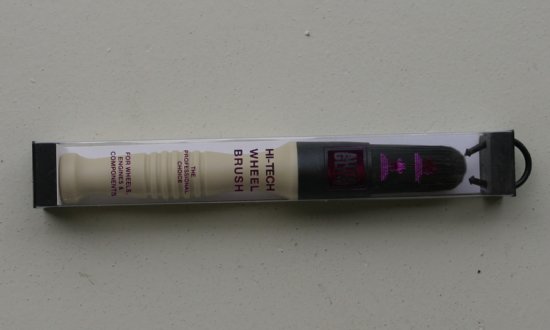 HI-TECH
WHEEL
BRUSH
THE
PROFESSIONAL
CHOICE
FOR WHEELS,
ENGINES &
COMPONENTS